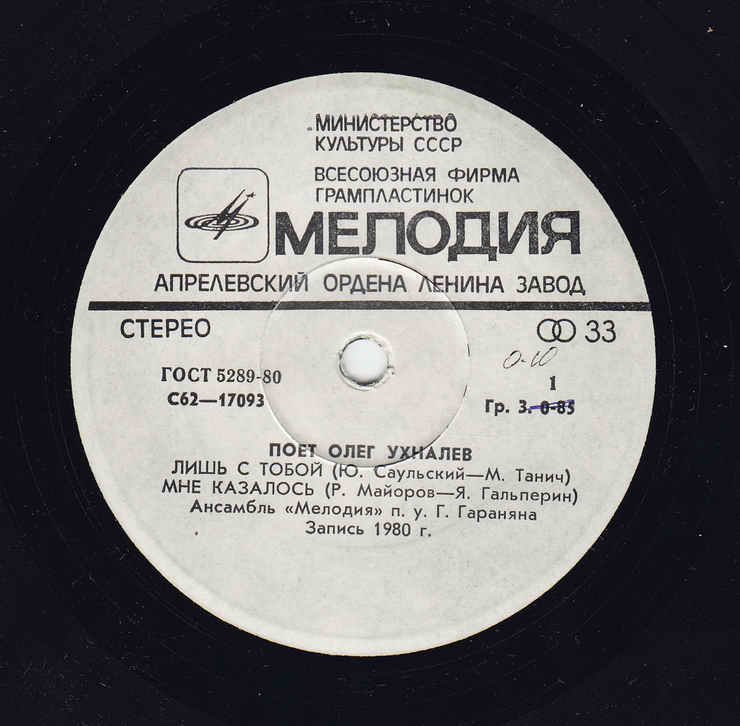 МИНИСТЕРСТВО
КУЛЬТУРЫ СССР
ВСЕСОЮЗНАЯ ФИРМА
ГРАМПЛАСТИНОК
МЕЛОДИЯ
АПРЕЛЕВСКИЙ ОРДЕНА ЛЕНИНА ЗАВОД
СТЕРЕО 33
0-10
ГОСТ 5289-80 1
С62—17093 Гр. 3. 0-85
ПОЕТ ОЛЕГ УХНАЛЕВ
ЛИШЬ С ТОБОЙ (Ю. Саульский—М. Танич)
МНЕ КАЗАЛОСЬ (Р. Майоров—Я. Гальперин)
Ансамбль «Мелодия» п. у. Г. Гараняна
Запись 1980 г.